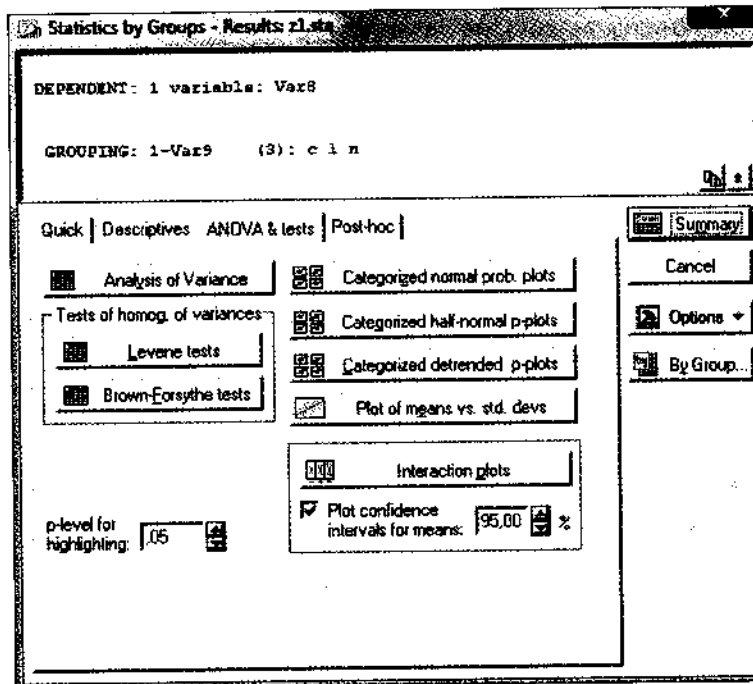 Statistics by Groups - Results: z1.sta
DEPENDENT: 1 variable: Var8
GROUPING: 1-Var9 (3): c l n
Quick
Descriptives
ANOVA & tests
Post-hoc
Summary
Cancel
Options
By Group...
Analysis of Variance
Tests of homog. of variances
Levene tests
Brown-Forsythe tests
p-level for
highlighting:
,05
Categorized normal prob. plots
Categorized half-normal p-plots
Categorized detrended p-plots
Plot of means vs. std. devs
Interaction plots
Plot confidence
intervals for means:
95,00
%